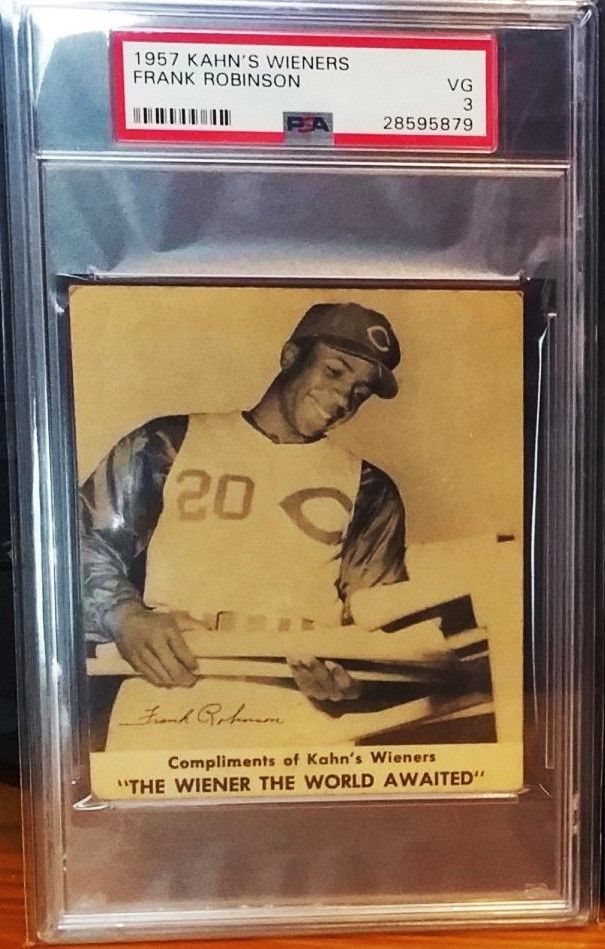 1957 KAHN'S WIENERS
FRANK ROBINSON
VG
3
PSA
28595879
C
20 C
Frank Robinson
Compliments of Kahn's Wieners
"THE WIENER THE WORLD AWAITED"